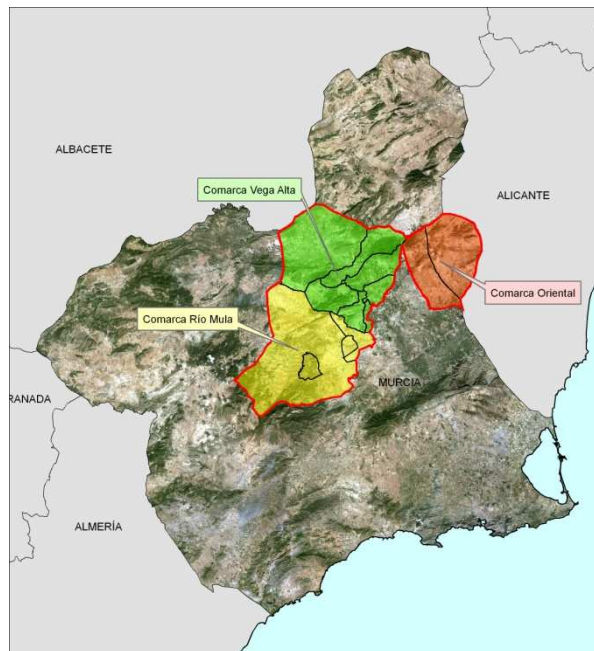 ALBACETE
Comarca Vega Alta
ALICANTE
Comarca Oriental
Comarca Río Mula
MURCIA
RANADA
ALMERÍA